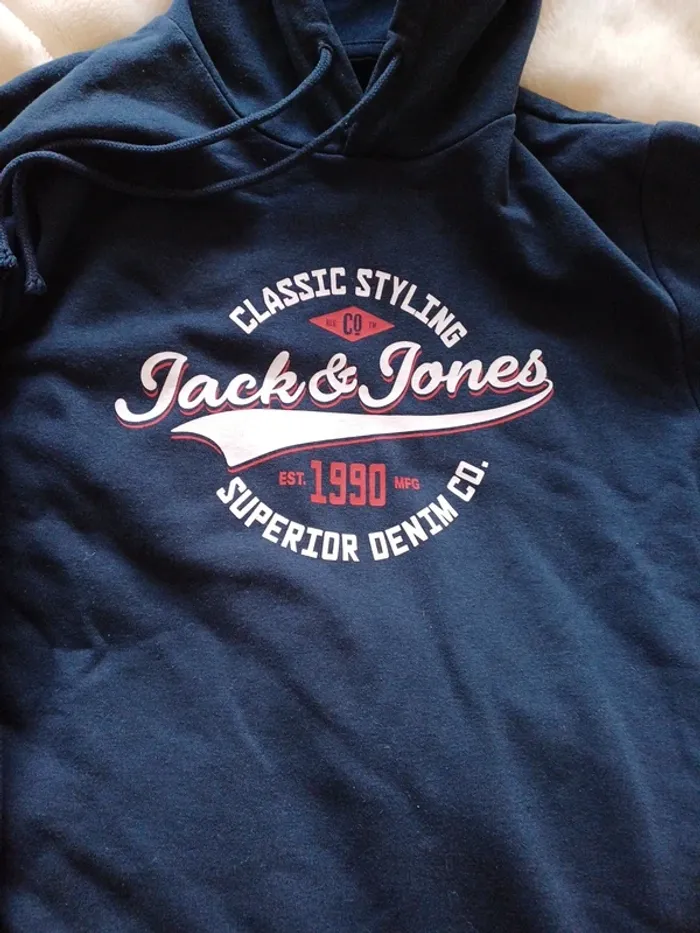 CLASSIC STYLING
CO
Jack & Jones
EST. 1990 MFG
SUPERIOR DENIM CO.